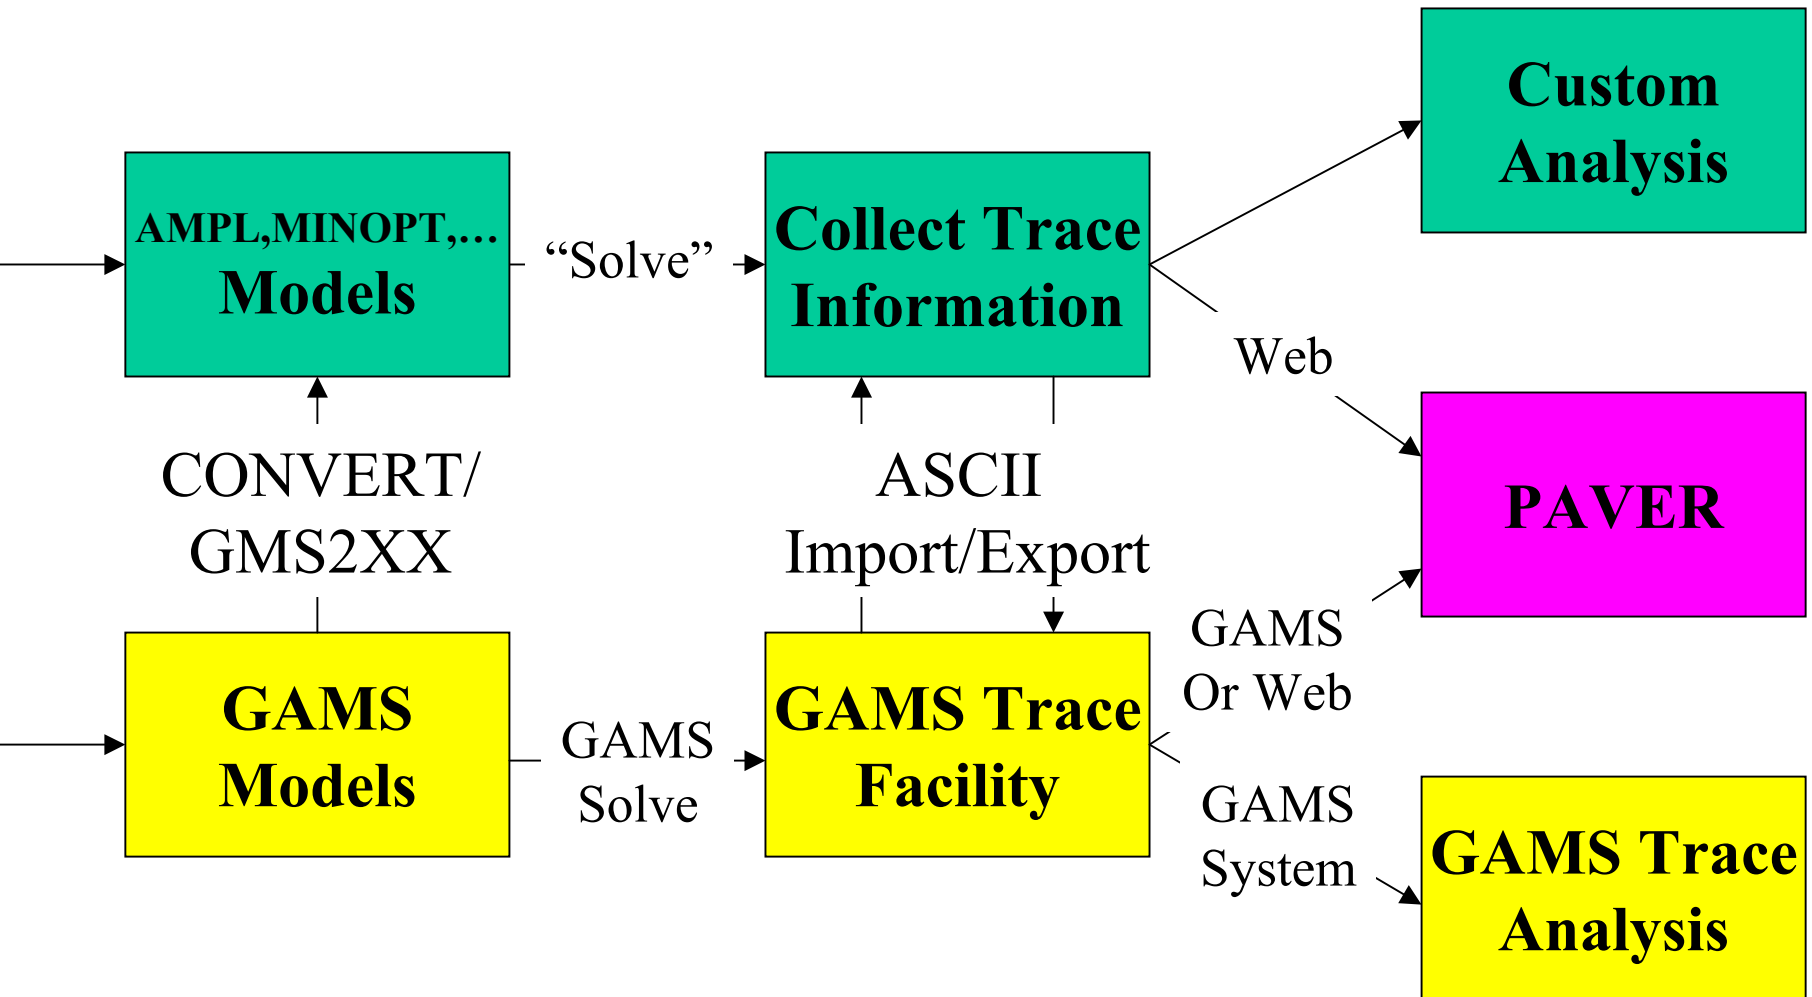 Custom
Analysis
AMPL,MINOPT,…
Models
“Solve”
Collect Trace
Information
Web
CONVERT/
GMS2XX
ASCII
Import/Export
PAVER
GAMS
Models
GAMS
Solve
GAMS Trace
Facility
GAMS
Or Web
GAMS
System
GAMS Trace
Analysis